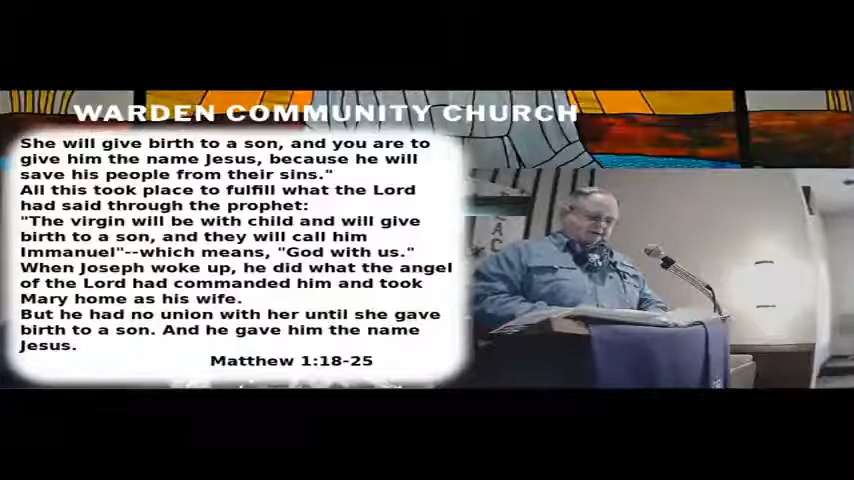 WARDEN COMMUNITY CHURCH
She will give birth to a son, and you are to
give him the name Jesus, because he will
save his people from their sins."
All this took place to fulfill what the Lord
had said through the prophet:
"The virgin will be with child and will give
birth to a son, and they will call him
Immanuel"--which means, "God with us."
When Joseph woke up, he did what the angel
of the Lord had commanded him and took
Mary home as his wife.
But he had no union with her until she gave
birth to a son. And he gave him the name
Jesus.
Matthew 1:18-25